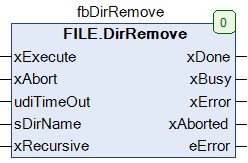 fbDirRemove
0
FILE.DirRemove
xExecute xDone
xAbort xBusy
udiTimeOut xError
sDirName xAborted
xRecursive eError